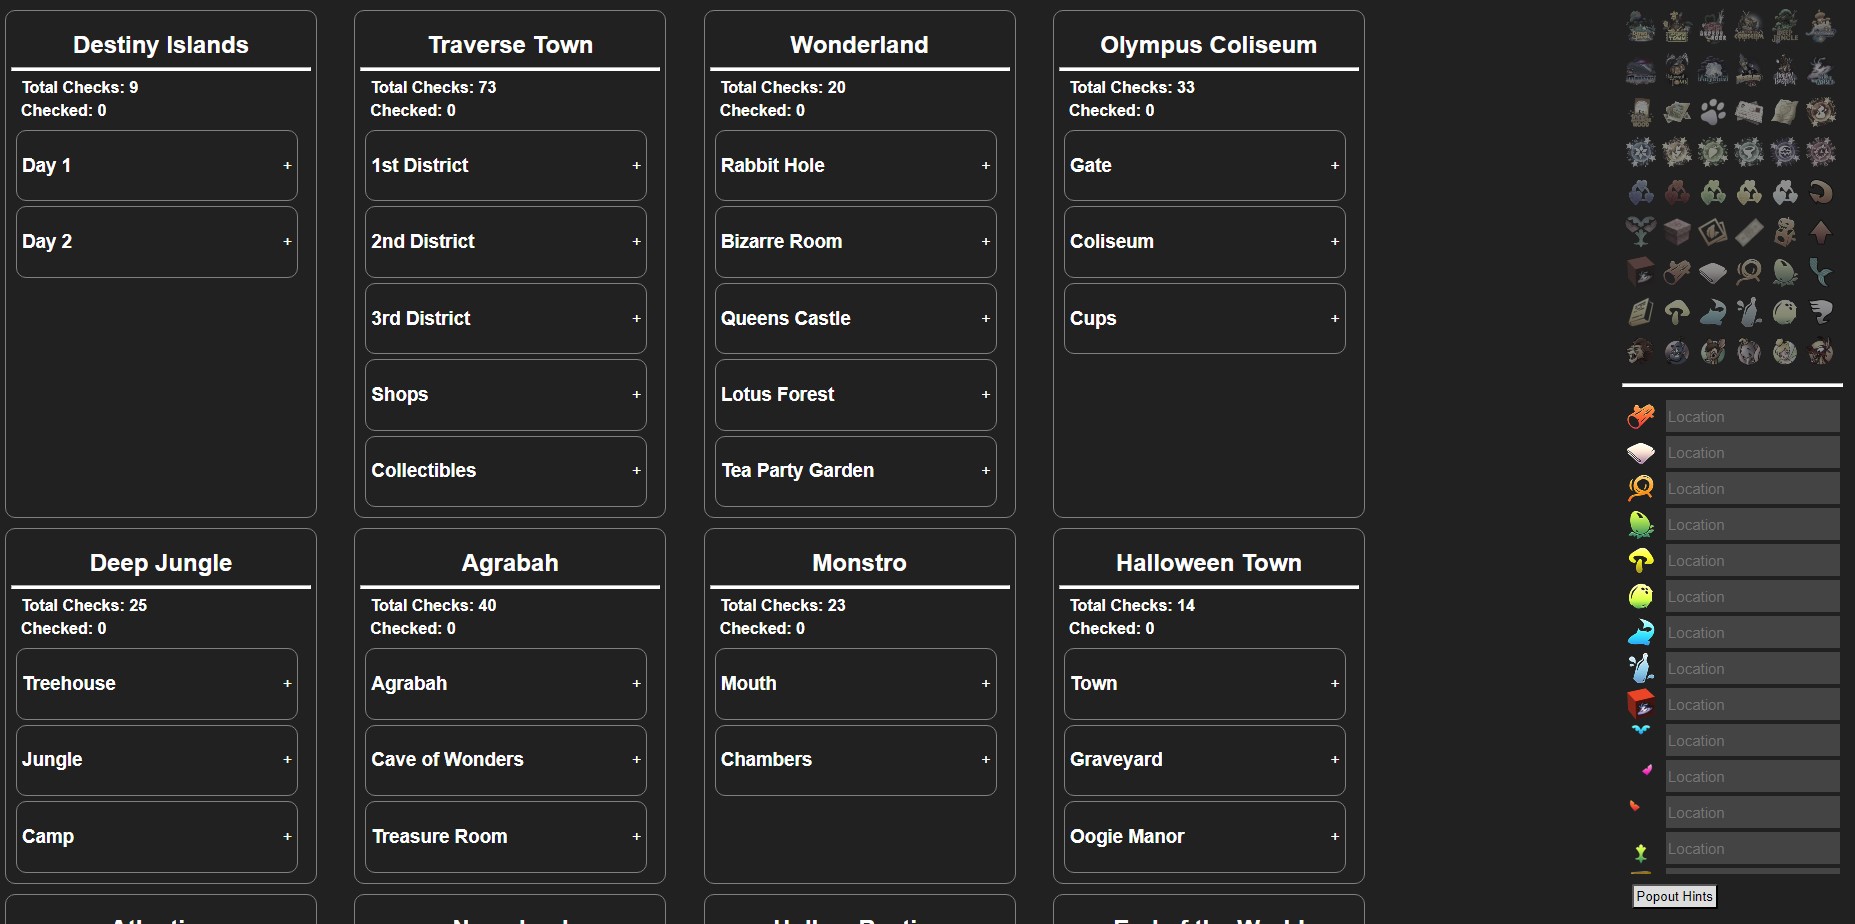 Destiny Islands
Total Checks: 9
Checked: 0
Day 1 +
Day 2 +
Traverse Town
Total Checks: 73
Checked: 0
1st District +
2nd District +
3rd District +
Shops +
Collectibles +
Wonderland
Total Checks: 20
Checked: 0
Rabbit Hole +
Bizarre Room +
Queens Castle +
Lotus Forest +
Tea Party Garden +
Olympus Coliseum
Total Checks: 33
Checked: 0
Gate +
Coliseum +
Cups +
Deep Jungle
Total Checks: 25
Checked: 0
Treehouse +
Jungle +
Camp +
Agrabah
Total Checks: 40
Checked: 0
Agrabah +
Cave of Wonders +
Treasure Room +
Monstro
Total Checks: 23
Checked: 0
Mouth +
Chambers +
Halloween Town
Total Checks: 14
Checked: 0
Town +
Graveyard +
Oogie Manor +
End of the World
Location
Location
Location
Location
Location
Location
Location
Location
Location
Location
Location
Location
Location
Popout Hints